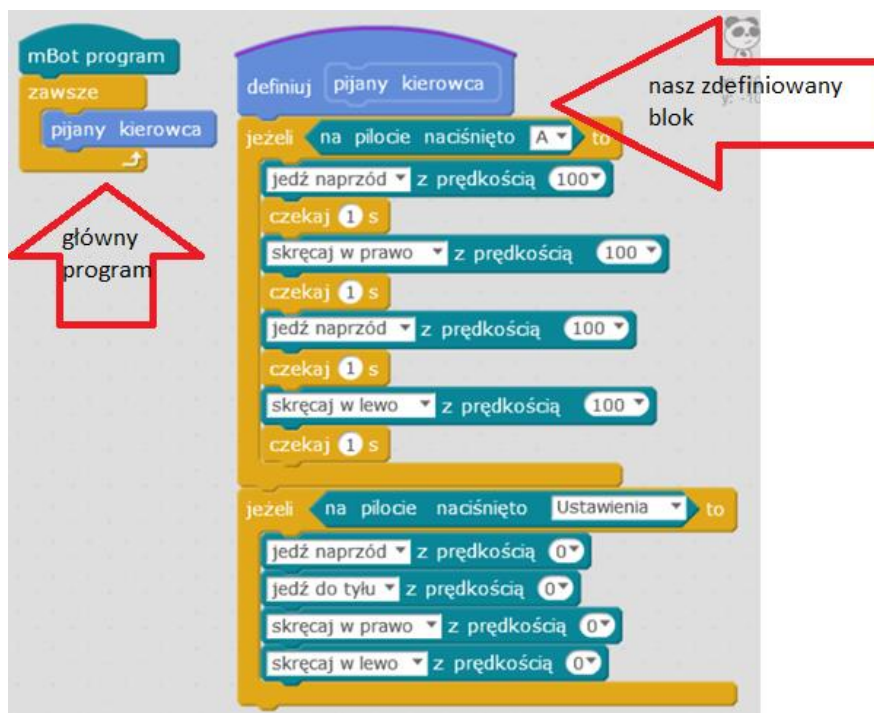 mBot program
zawsze
pijany kierowca
główny
program
definiuj pijany kierowca
nasz zdefiniowany
blok
jeżeli na pilocie naciśnięto A to
jedź naprzód z prędkością 100
czekaj 1 s
skręcaj w prawo z prędkością 100
czekaj 1 s
jedź naprzód z prędkością 100
czekaj 1 s
skręcaj w lewo z prędkością 100
czekaj 1 s
jeżeli na pilocie naciśnięto Ustawienia to
jedź naprzód z prędkością 0
jedź do tyłu z prędkością 0
skręcaj w prawo z prędkością 0
skręcaj w lewo z prędkością 0